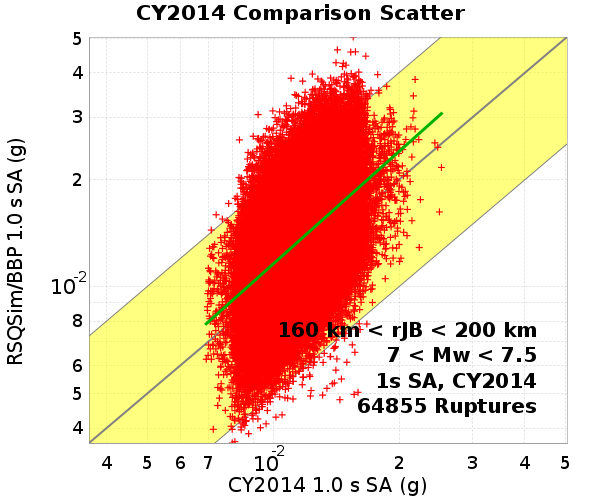 CY2014 Comparison Scatter
RSQSim/BBP 1.0 s SA (g)
5
4
3
2
10-2
8
6
5
4
160 km < rJB < 200 km
7 < Mw < 7.5
1s SA, CY2014
64855 Ruptures
4 5 6 7 10-2 2 3 4 5
CY2014 1.0 s SA (g)